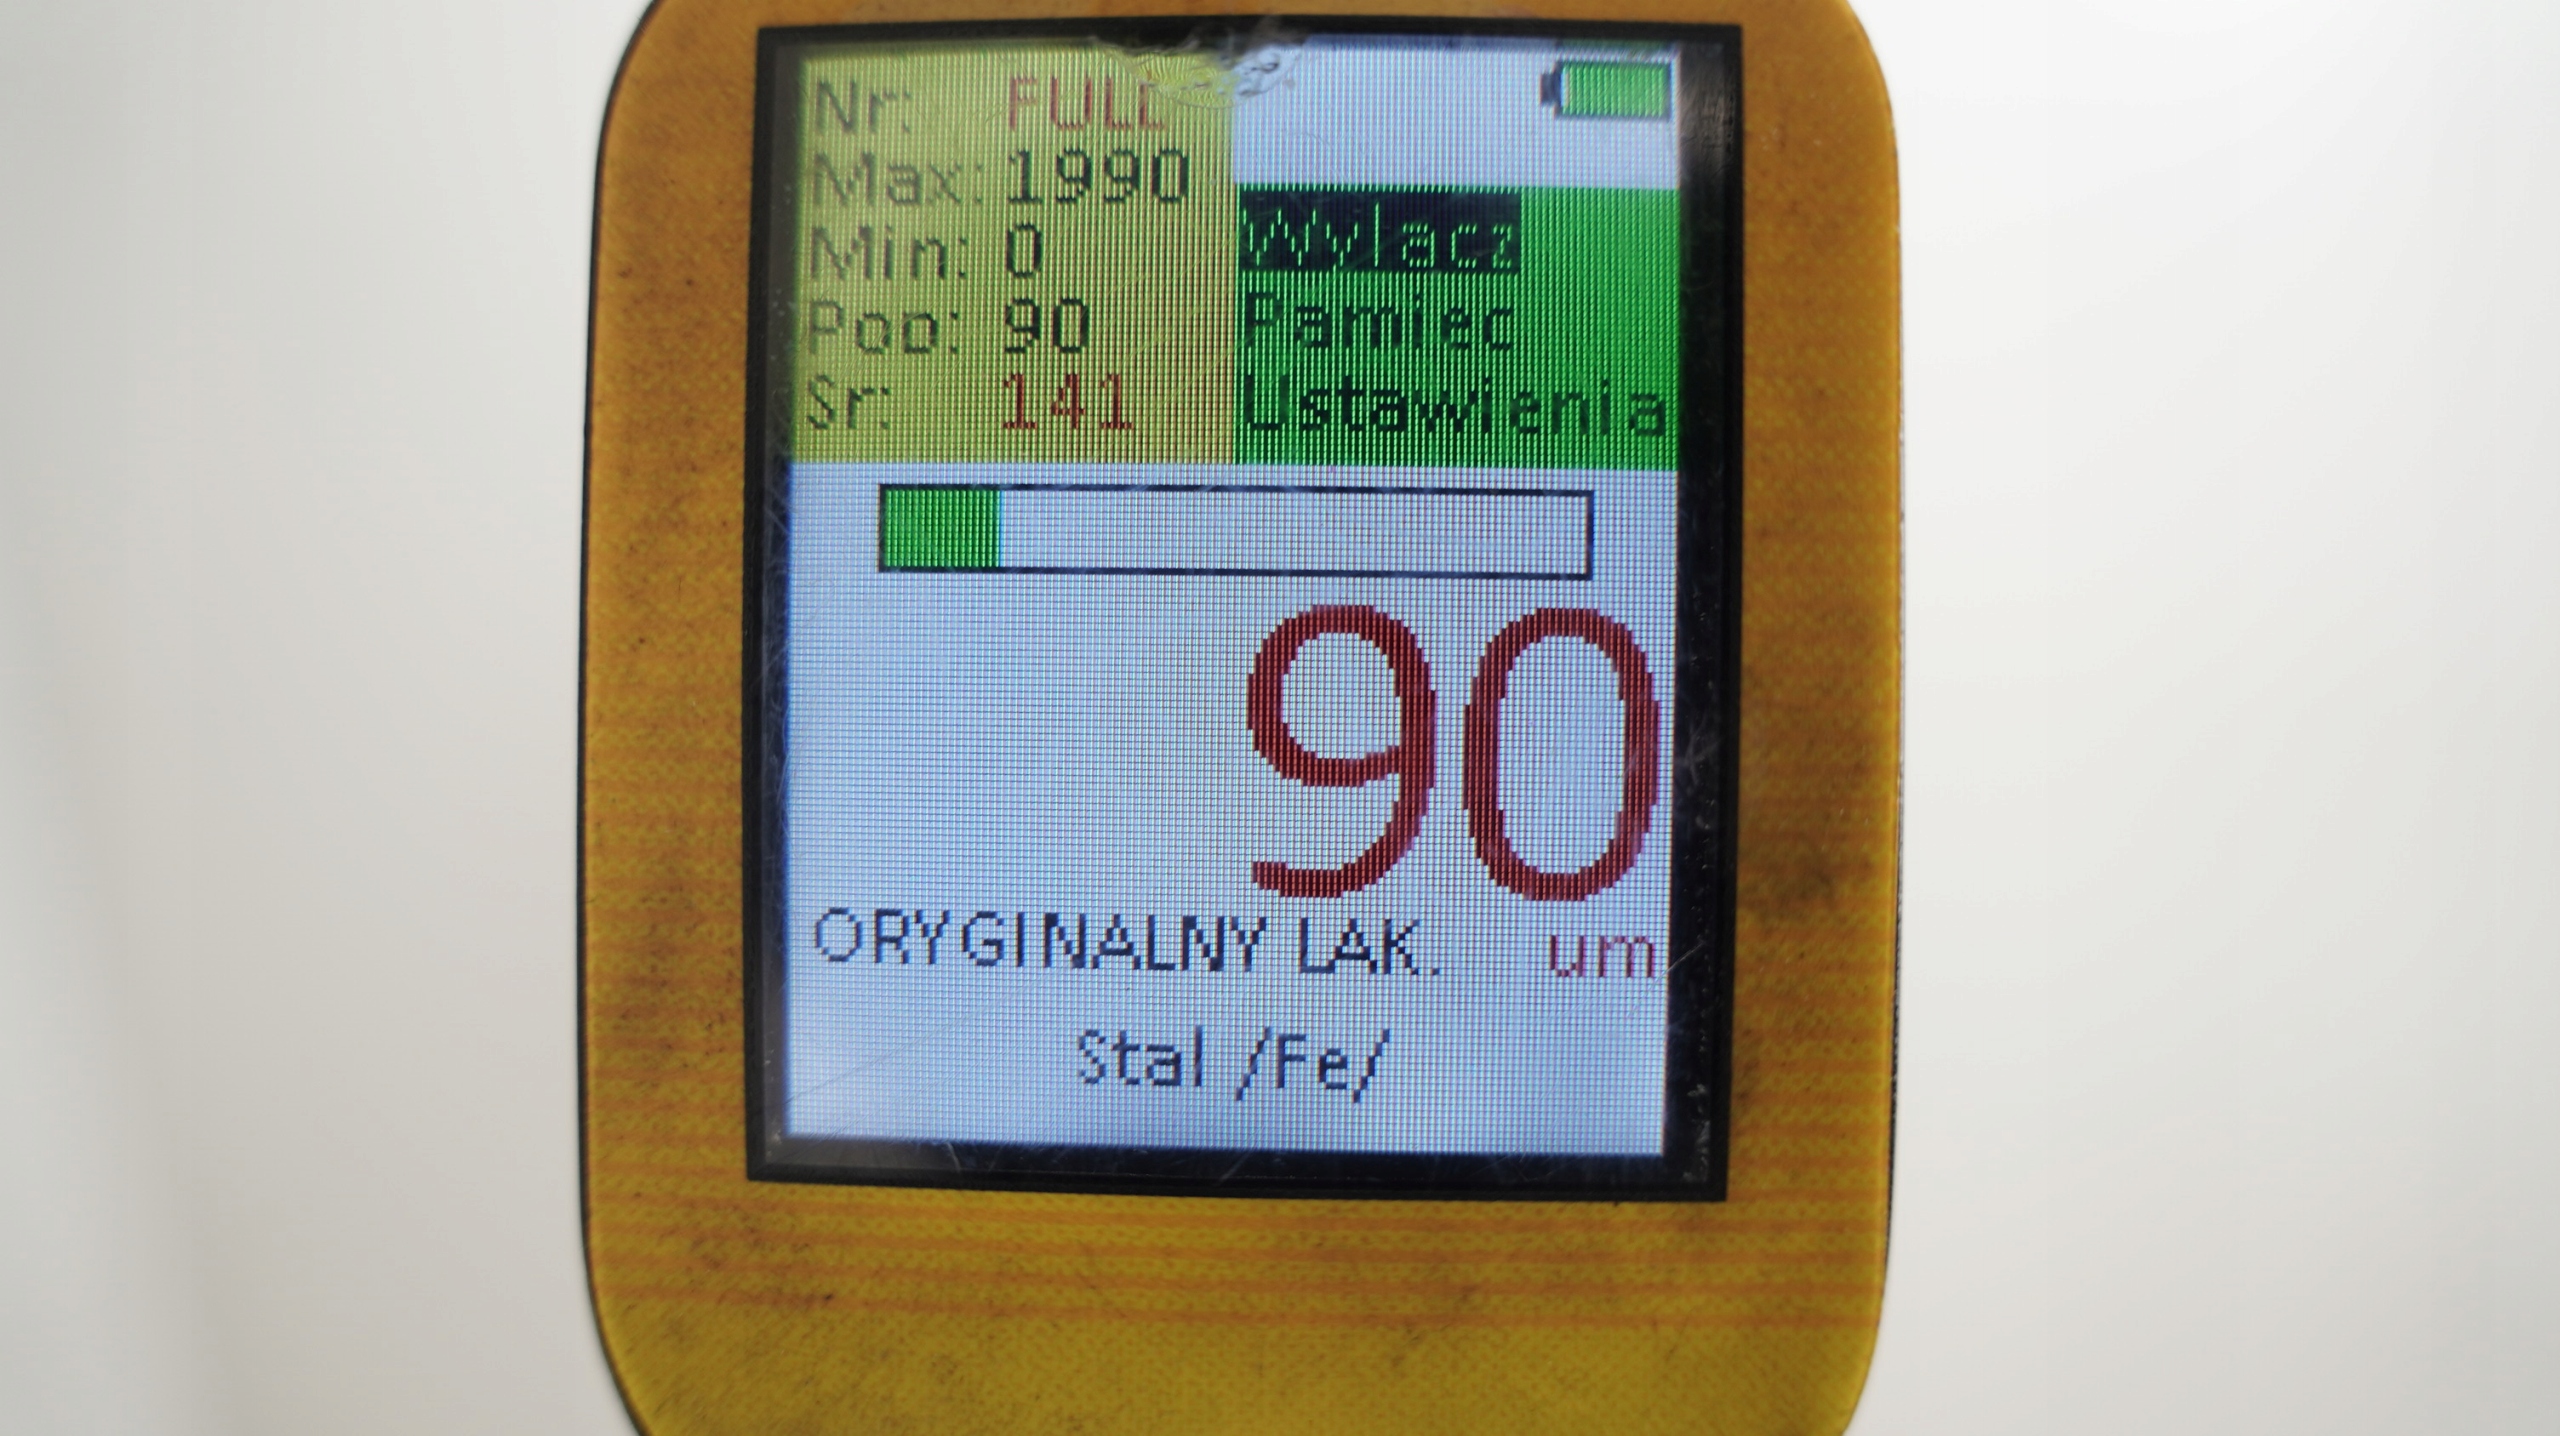 Nr: FULL
Max: 1990
Min: 0
Pop: 90
Sr: 141
Wylacz
Pamiec
Ustawienia
90
ORYGINALNY LAK. um
Stal /Fe/